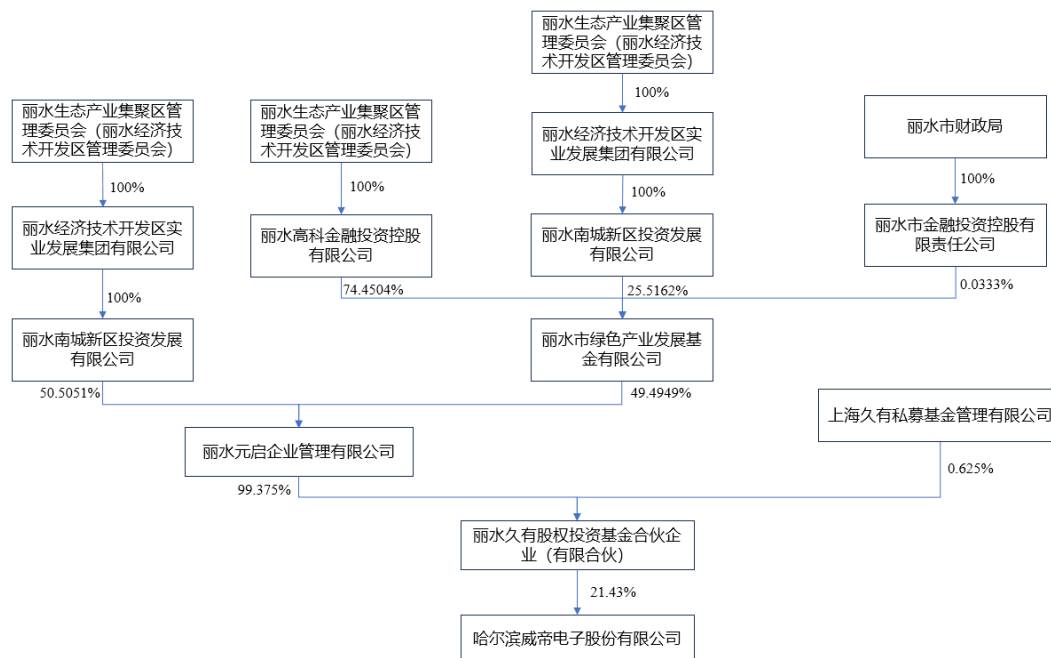 丽水生态产业集聚区管
理委员会（丽水经济技
术开发区管理委员会）
100%
丽水生态产业集聚区管
理委员会（丽水经济技
术开发区管理委员会）
丽水生态产业集聚区管
理委员会（丽水经济技
术开发区管理委员会）
丽水经济技术开发区实
业发展集团有限公司
丽水市财政局
100%
100%
100%
100%
丽水经济技术开发区实
业发展集团有限公司
丽水高科金融投资控股
有限公司
丽水南城新区投资发展
有限公司
丽水市金融投资控股有
限责任公司
100%
74.4504%
25.5162%
0.0333%
丽水南城新区投资发展
有限公司
丽水市绿色产业发展基
金有限公司
50.5051%
49.4949%
上海久有私募基金管理有限公司
丽水元启企业管理有限公司
99.375%
0.625%
丽水久有股权投资基金合伙企
业（有限合伙）
21.43%
哈尔滨威帝电子股份有限公司